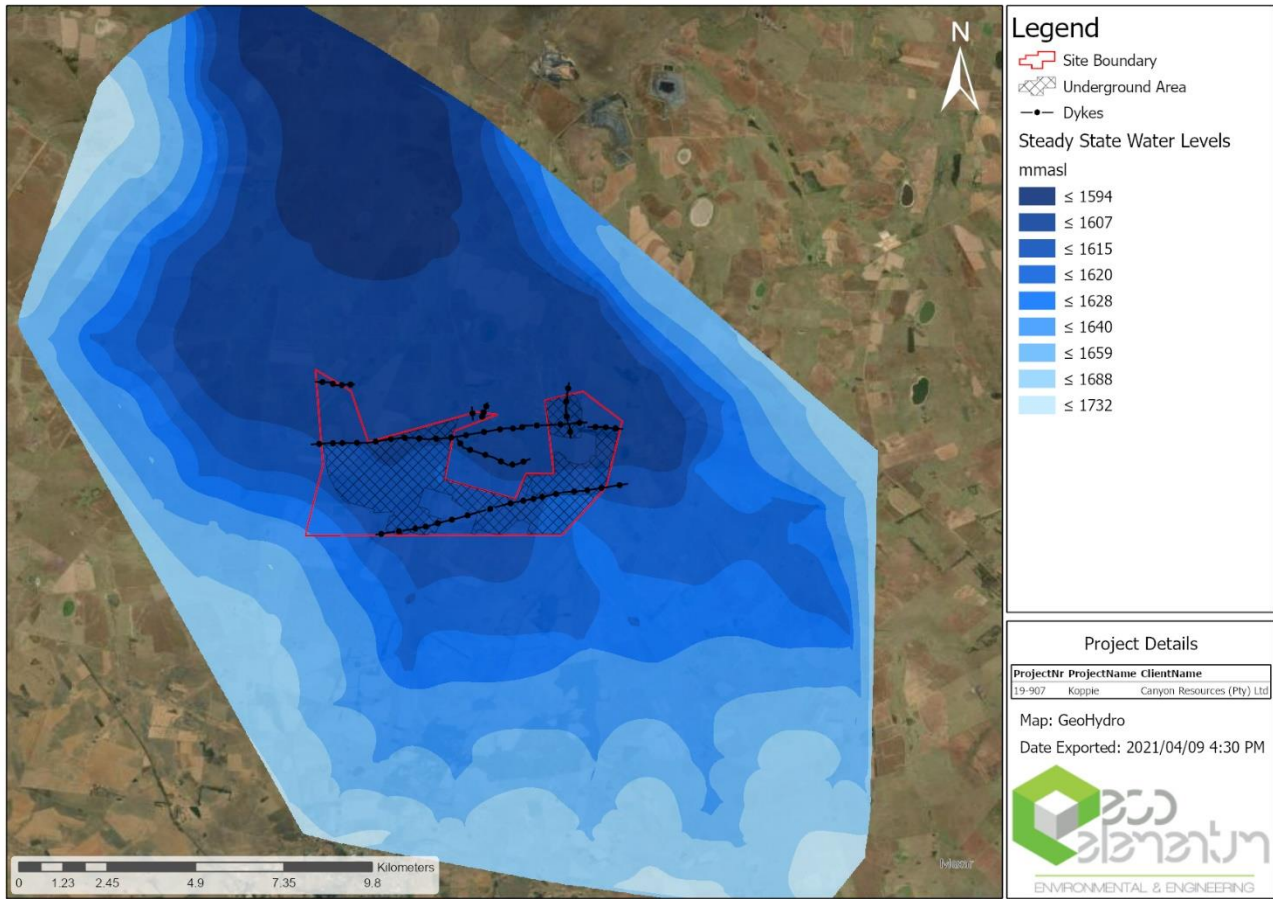 N
Legend
Site Boundary
Underground Area
Dykes
Steady State Water Levels
mmasl
≤ 1594
≤ 1607
≤ 1615
≤ 1620
≤ 1628
≤ 1640
≤ 1659
≤ 1688
≤ 1732
Project Details
ProjectNr ProjectName ClientName
19-907 Koppie Canyon Resources (Pty) Ltd
Map: GeoHydro
Date Exported: 2021/04/09 4:30 PM
eco
elementum
ENVIRONMENTAL & ENGINEERING
Kilometers
0 1.23 2.45 4.9 7.35 9.8